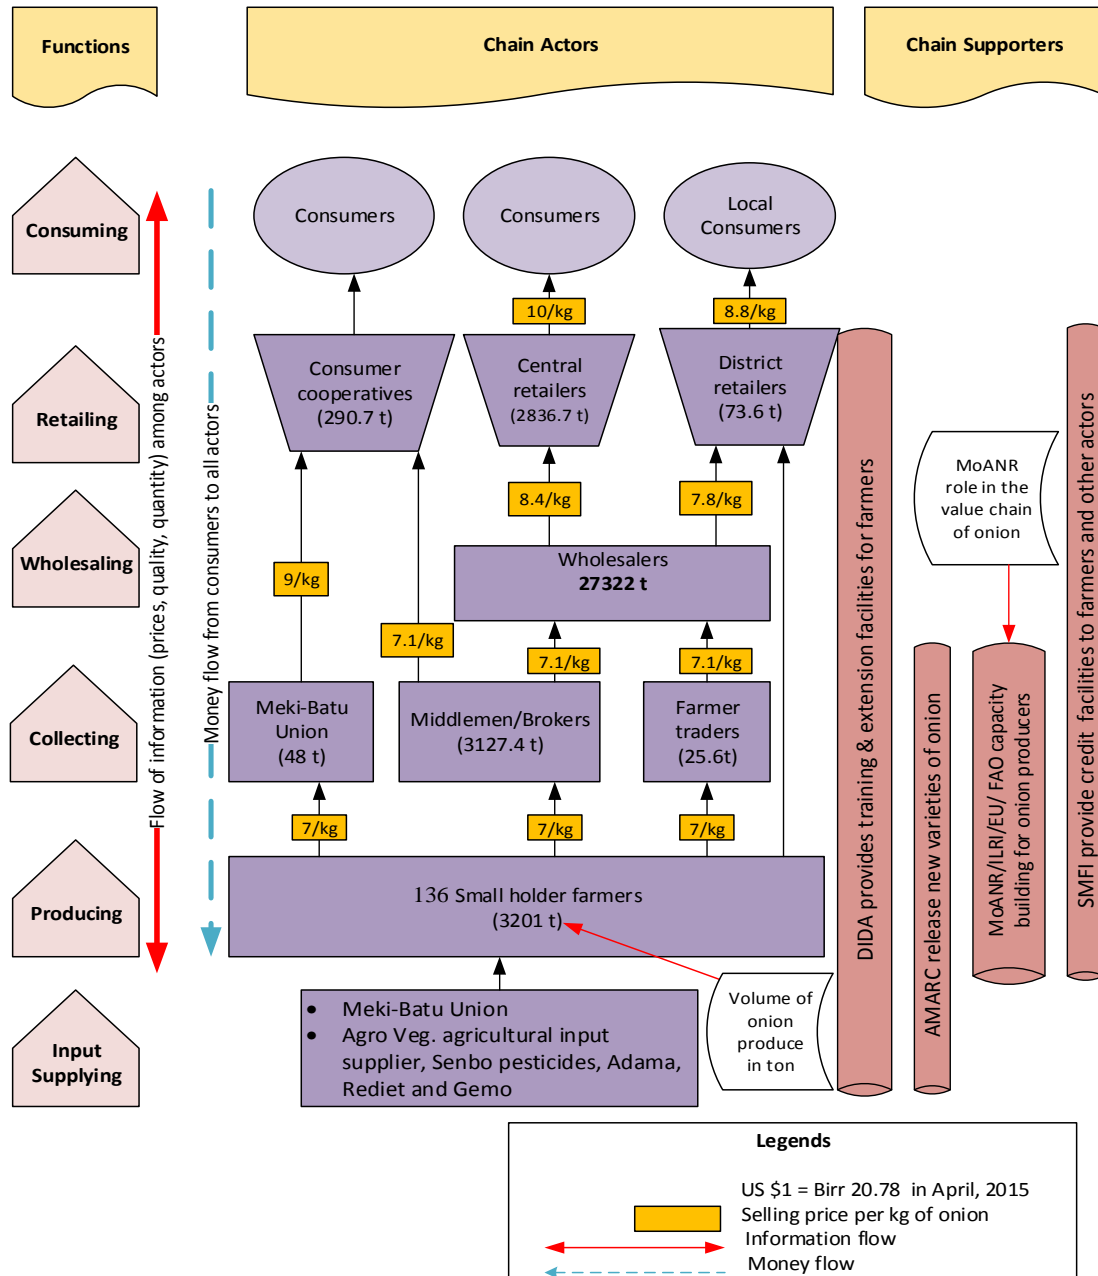 Functions
Chain Actors
Chain Supporters
Consuming
Retailing
Wholesaling
Collecting
Producing
Input
Supplying
Flow of information (prices, quality, quantity) among actors
Money flow from consumers to all actors
Consumers
Consumers
Local
Consumers
10/kg
8.8/kg
Consumer
cooperatives
(290.7 t)
Central
retailers
(2836.7 t)
District
retailers
(73.6 t)
8.4/kg
7.8/kg
9/kg
Wholesalers
27322 t
7.1/kg
7.1/kg
7.1/kg
Meki-Batu
Union
(48 t)
Middlemen/Brokers
(3127.4 t)
Farmer
traders
(25.6t)
7/kg
7/kg
7/kg
136 Small holder farmers
(3201 t)
• Meki-Batu Union
• Agro Veg. agricultural input
supplier, Senbo pesticides, Adama,
Rediet and Gemo
Volume of
onion
produce
in ton
DIDA provides training & extension facilities for farmers
AMARC release new varieties of onion
MoANR
role in the
value chain
of onion
MoANR/ILRI/EU/ FAO capacity
building for onion producers
SMFI provide credit facilities to farmers and other actors
Legends
US $1 = Birr 20.78 in April, 2015
Selling price per kg of onion
Information flow
Money flow